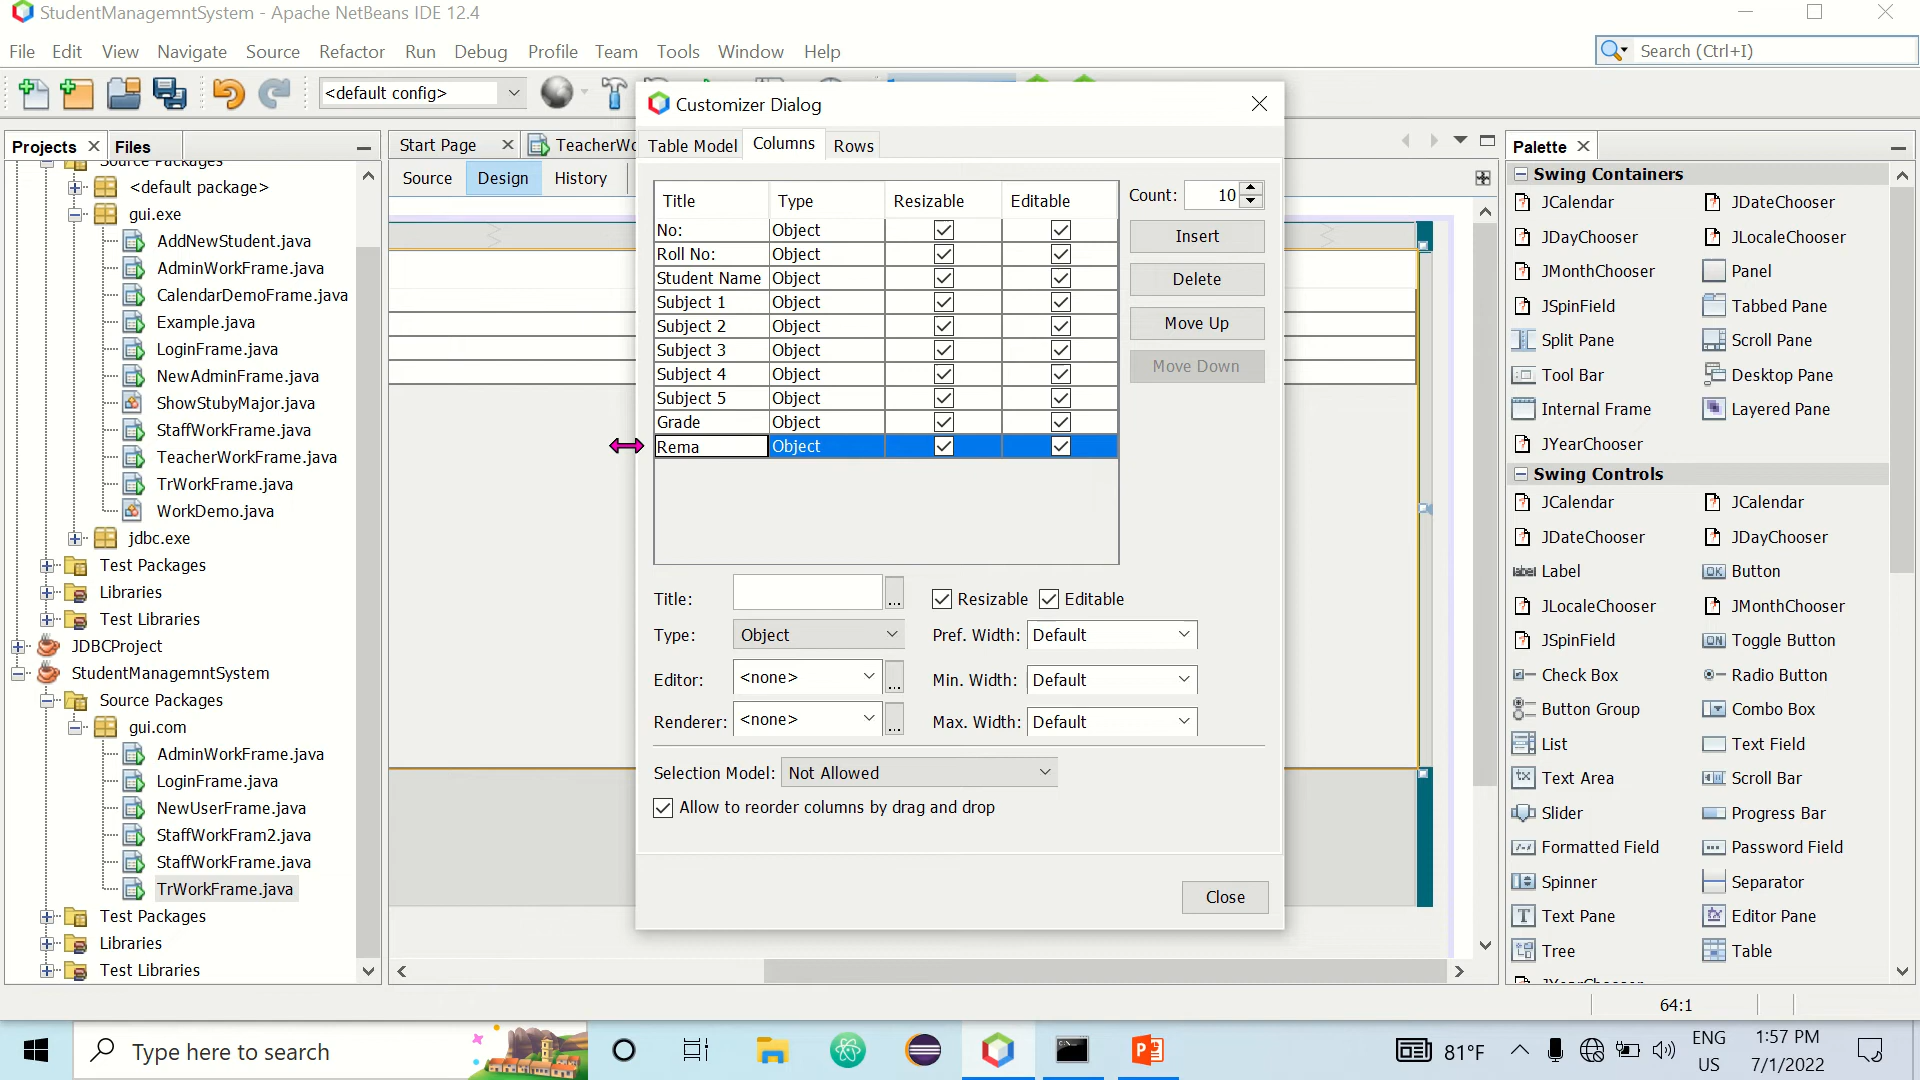 StudentManagemntSystem - Apache NetBeans IDE 12.4
File Edit View Navigate Source Refactor Run Debug Profile Team Tools Window Help
Search (Ctrl+I)
<default config>
Customizer Dialog
Projects Files
Start Page
Table Model Columns Rows
Palette
Source Design History
Source Packages
<default package>
gui.exe
AddNewStudent.java
AdminWorkFrame.java
CalendarDemoFrame.java
Example.java
LoginFrame.java
NewAdminFrame.java
ShowStubyMajor.java
StaffWorkFrame.java
TeacherWorkFrame.java
TrWorkFrame.java
WorkDemo.java
jdbc.exe
Test Packages
Libraries
Test Libraries
JDBCProject
StudentManagemntSystem
Source Packages
gui.com
AdminWorkFrame.java
LoginFrame.java
NewUserFrame.java
StaffWorkFram2.java
StaffWorkFrame.java
TrWorkFrame.java
Test Packages
Libraries
Test Libraries
Title Type Resizable Editable
No: Object
Roll No: Object
Student Name Object
Subject 1 Object
Subject 2 Object
Subject 3 Object
Subject 4 Object
Subject 5 Object
Grade Object
Rema Object
Count: 10
Insert
Delete
Move Up
Move Down
Title: ... Resizable Editable
Type: Object Pref. Width: Default
Editor: <none> ... Min. Width: Default
Renderer: <none> ... Max. Width: Default
Selection Model: Not Allowed
Allow to reorder columns by drag and drop
Close
Swing Containers
JCalendar JDateChooser
JDayChooser JLocaleChooser
JMonthChooser Panel
JSpinField Tabbed Pane
Split Pane Scroll Pane
Tool Bar Desktop Pane
Internal Frame Layered Pane
JYearChooser
Swing Controls
JCalendar JCalendar
JDateChooser JDayChooser
label Label OK Button
JLocaleChooser JMonthChooser
JSpinField ON Toggle Button
Check Box Radio Button
Button Group Combo Box
List Text Field
Text Area Scroll Bar
Slider Progress Bar
Formatted Field Password Field
Spinner Separator
Text Pane Editor Pane
Tree Table
64:1
Type here to search
81°F
ENG
US
1:57 PM
7/1/2022